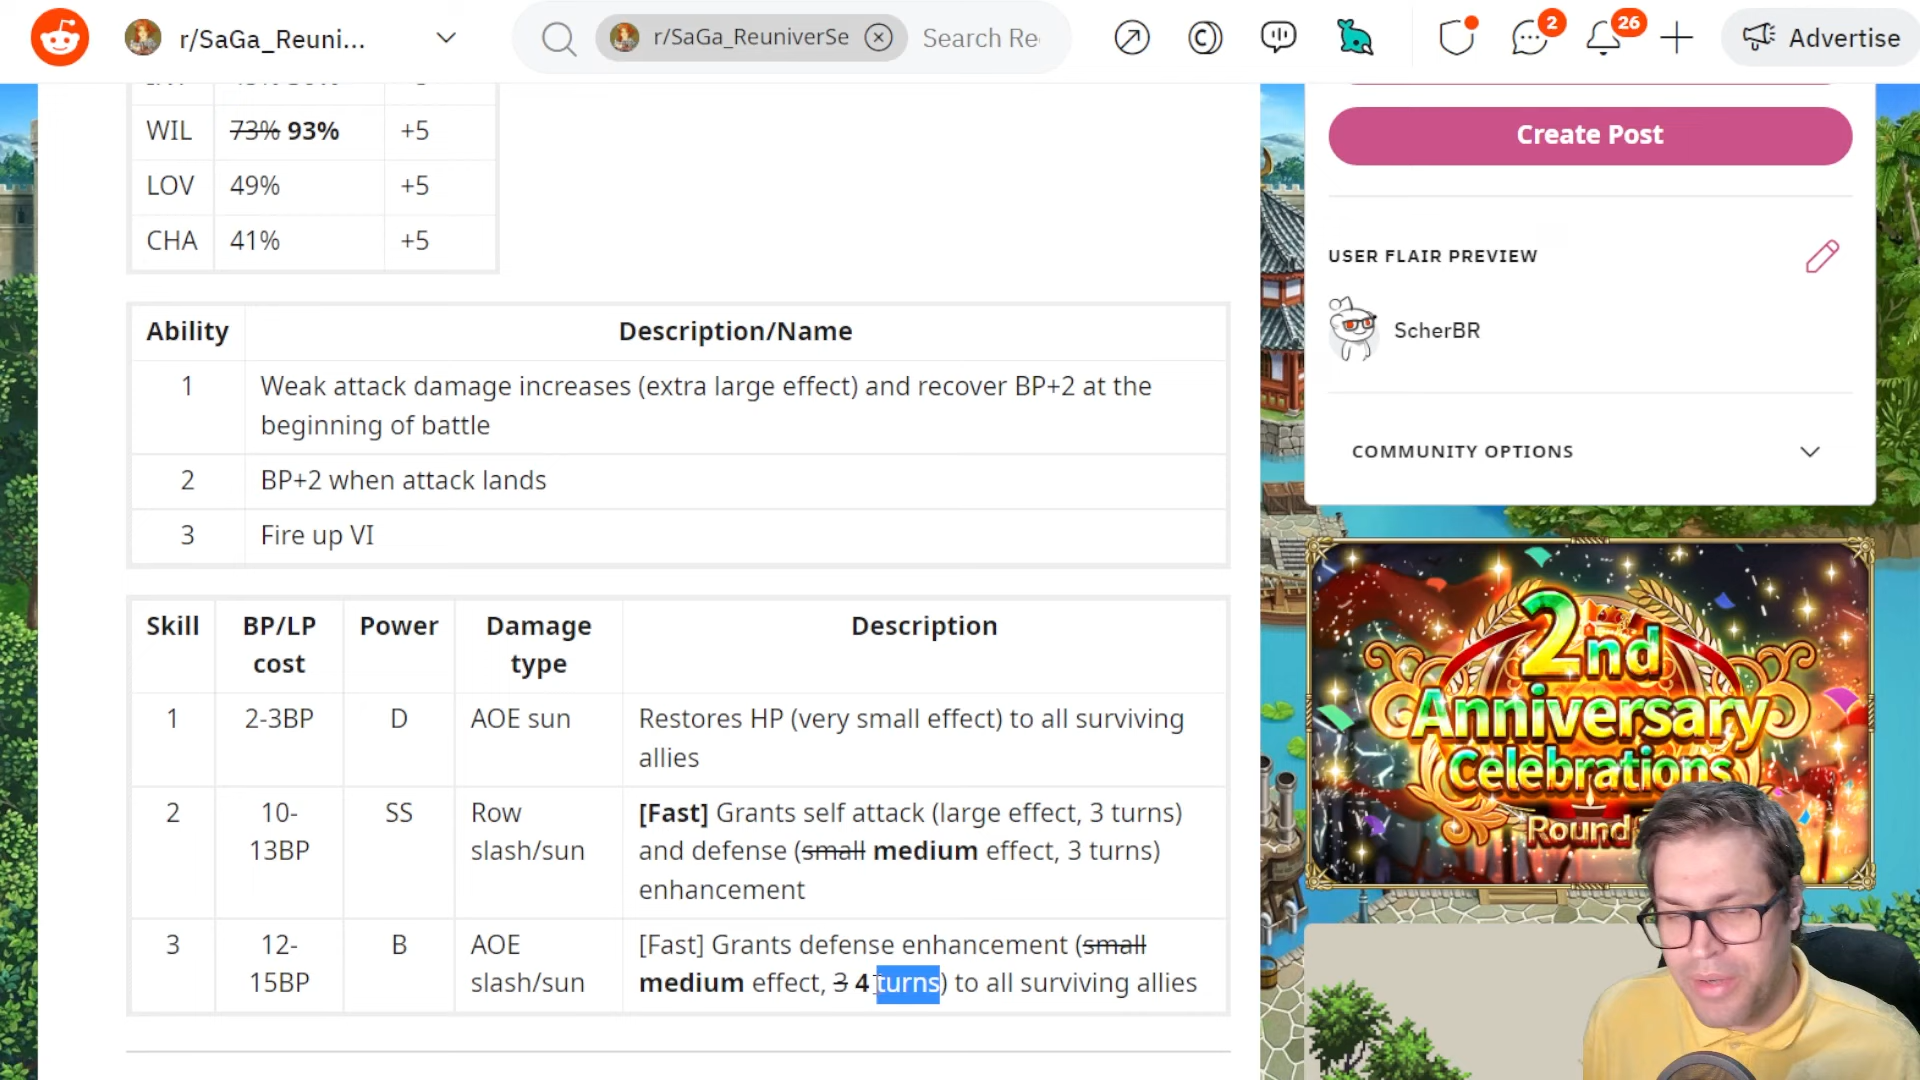 r/SaGa_Reuni...
r/SaGa_ReuniverSe
Search Re
2
26
Advertise
WIL 73% 93% +5
LOV 49% +5
CHA 41% +5
Ability Description/Name
1 Weak attack damage increases (extra large effect) and recover BP+2 at the
beginning of battle
2 BP+2 when attack lands
3 Fire up VI
Skill BP/LP cost Power Damage type Description
1 2-3BP D AOE sun Restores HP (very small effect) to all surviving
allies
2 10-13BP SS Row slash/sun [Fast] Grants self attack (large effect, 3 turns)
and defense (small medium effect, 3 turns)
enhancement
3 12-15BP B AOE slash/sun [Fast] Grants defense enhancement (small
medium effect, 3 4 turns) to all surviving allies
Create Post
USER FLAIR PREVIEW
ScherBR
COMMUNITY OPTIONS
2nd
Anniversary
Celebrations
Round